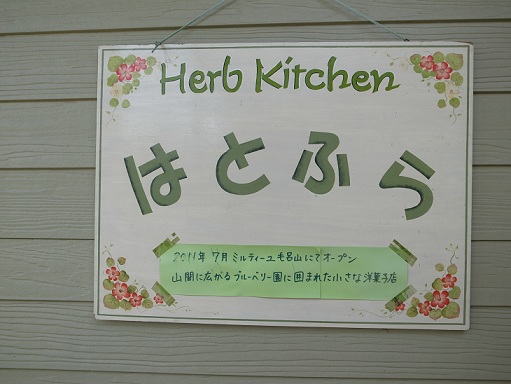 Herb Kitchen
はとふら
2011年 7月 ミルティーユ毛呂山にてオープン
山間に広がるブルーベリー園に囲まれた小さな洋菓子店